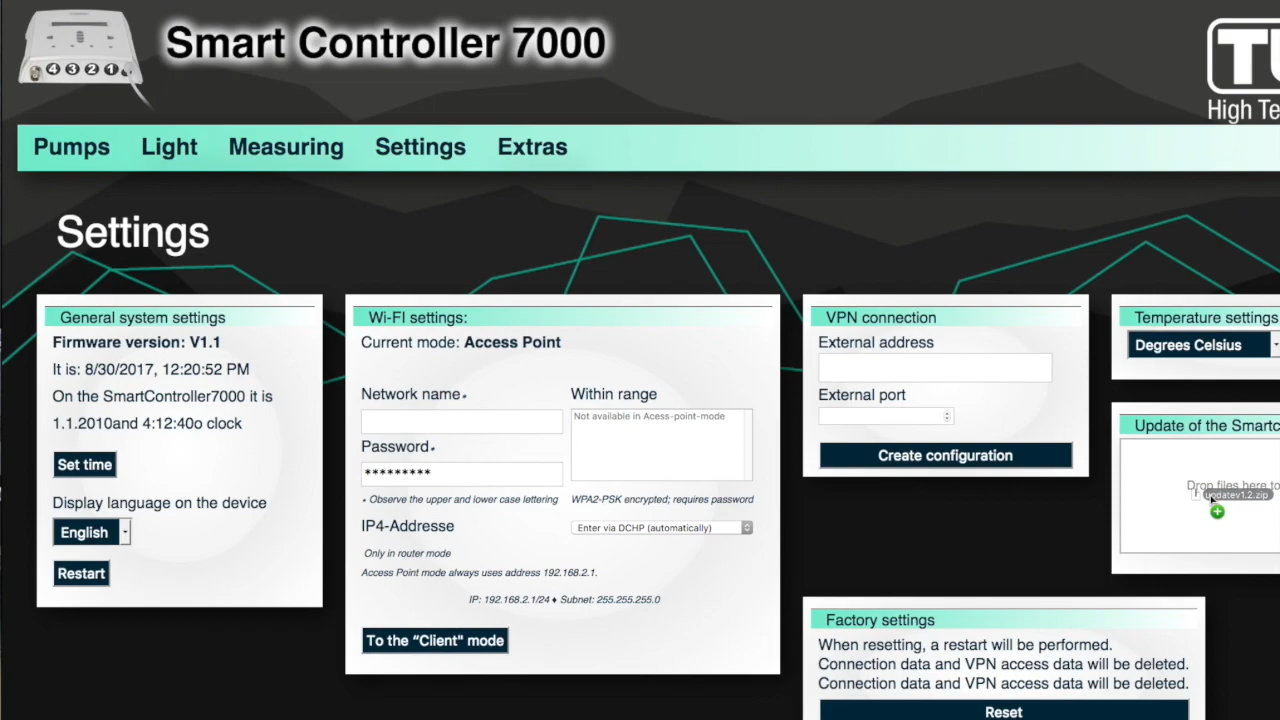 Smart Controller 7000
4 3 2 1
High Te
Pumps Light Measuring Settings Extras
Settings
General system settings
Firmware version: V1.1
It is: 8/30/2017, 12:20:52 PM
On the SmartController7000 it is
1.1.2010and 4:12:40o clock
Set time
Display language on the device
English
Restart
Wi-FI settings:
Current mode: Access Point
Network name*
Within range
Not available in Acess-point-mode
Password*
*********
* Observe the upper and lower case lettering
WPA2-PSK encrypted; requires password
IP4-Addresse
Enter via DCHP (automatically)
Only in router mode
Access Point mode always uses address 192.168.2.1.
IP: 192.168.2.1/24 ♦ Subnet: 255.255.255.0
To the “Client" mode
VPN connection
External address
External port
Create configuration
Temperature settings
Degrees Celsius
Update of the Smartc
Drop files here to
updatev1.2.zip
Factory settings
When resetting, a restart will be performed.
Connection data and VPN access data will be deleted.
Connection data and VPN access data will be deleted.
Reset